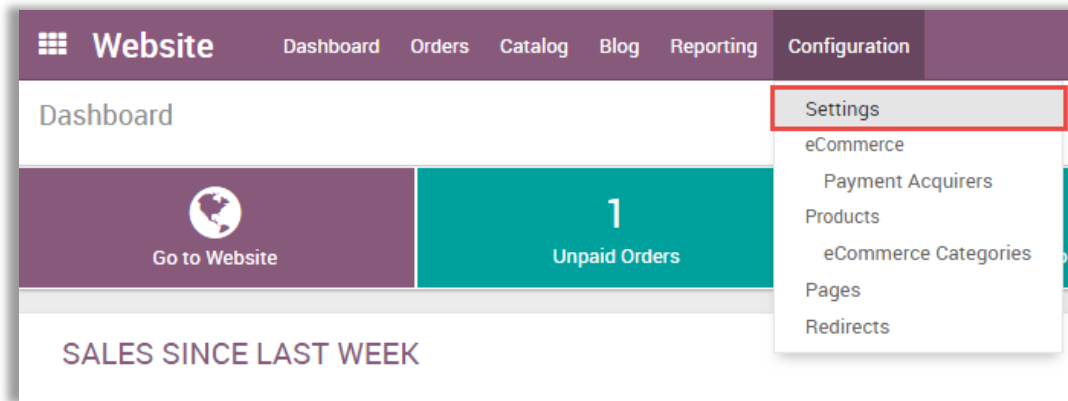 Website Dashboard Orders Catalog Blog Reporting Configuration
Dashboard
Settings
eCommerce
Payment Acquirers
Products
eCommerce Categories
Pages
Redirects
Go to Website
1
Unpaid Orders
SALES SINCE LAST WEEK